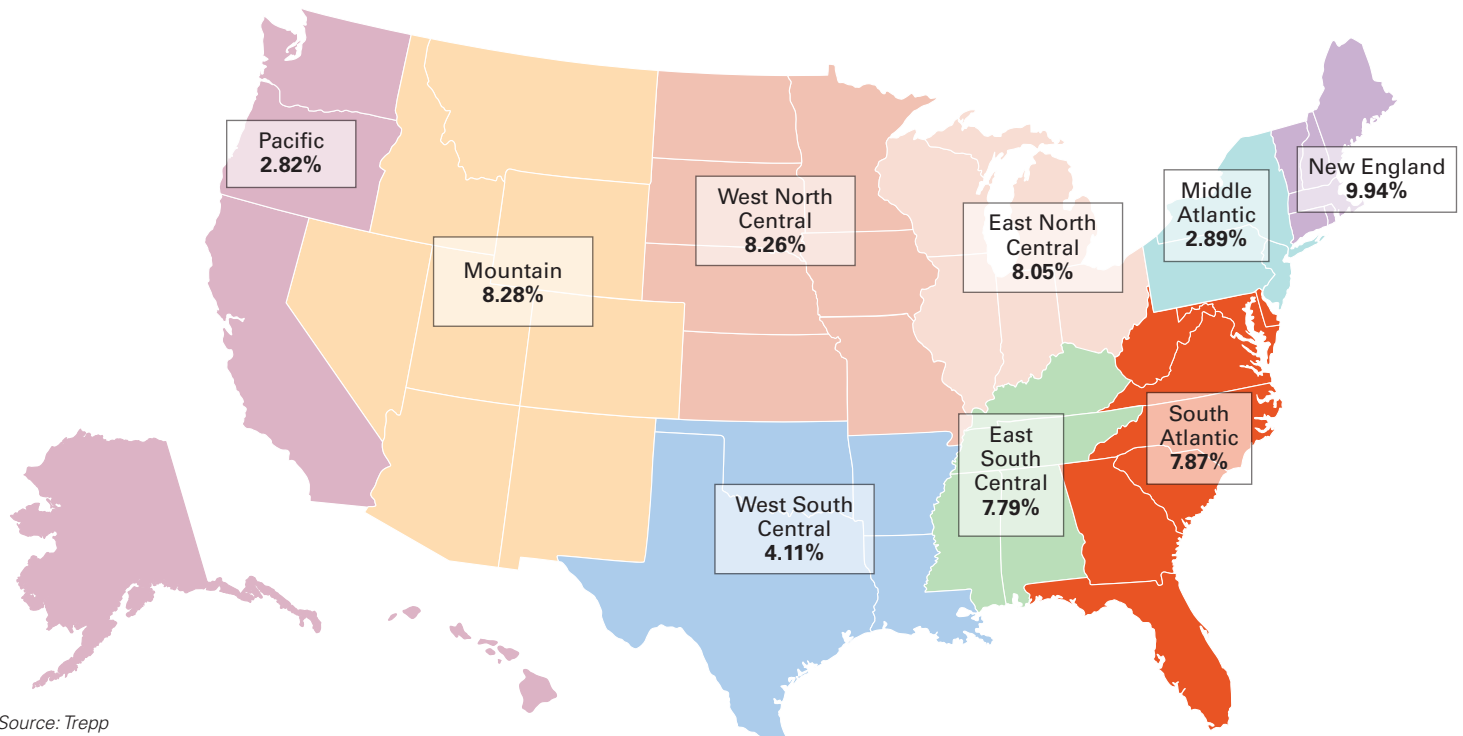 Pacific
2.82%
Mountain
8.28%
West North
Central
8.26%
East North
Central
8.05%
Middle
Atlantic
2.89%
New England
9.94%
West South
Central
4.11%
East
South
Central
7.79%
South
Atlantic
7.87%
Source: Trepp